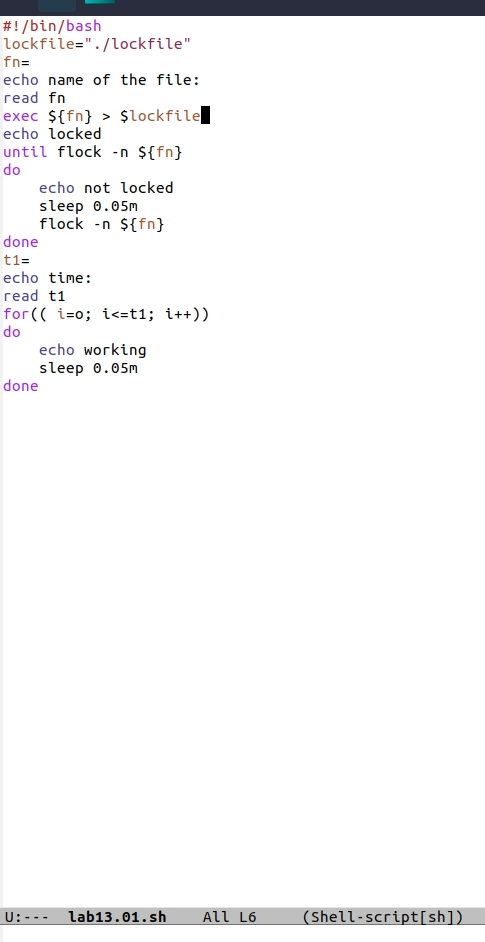 #!/bin/bash
lockfile="./lockfile"
fn=
echo name of the file:
read fn
exec ${fn} > $lockfile
echo locked
until flock -n ${fn}
do
    echo not locked
    sleep 0.05m
    flock -n ${fn}
done
t1=
echo time:
read t1
for(( i=o; i<=t1; i++))
do
    echo working
    sleep 0.05m
done
U:---  lab13.01.sh    All L6     (Shell-script[sh])